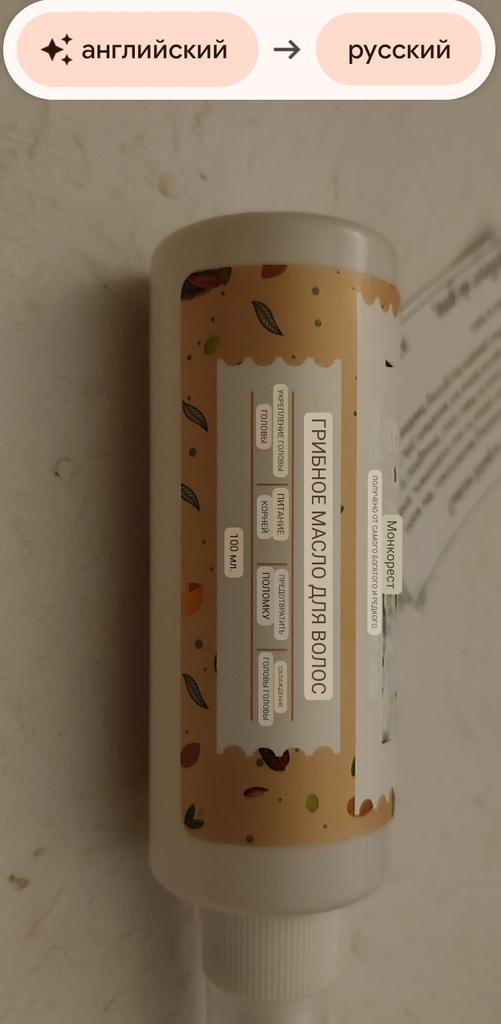 английский → русский
Монкорест
ПОЛУЧЕНО ОТ САМОГО БОГАТОГО И РЕДКОГО.
ГРИБНОЕ МАСЛО ДЛЯ ВОЛОС
УКРЕПЛЕНИЕ ГОЛОВЫ
ГОЛОВЫ
ПИТАНИЕ
КОРНЕЙ
ПРЕДОТВРАТИТЬ
ПОЛОМКУ
ОХЛАЖДЕНИЕ
ГОЛОВЫ ГОЛОВЫ
100 мл.